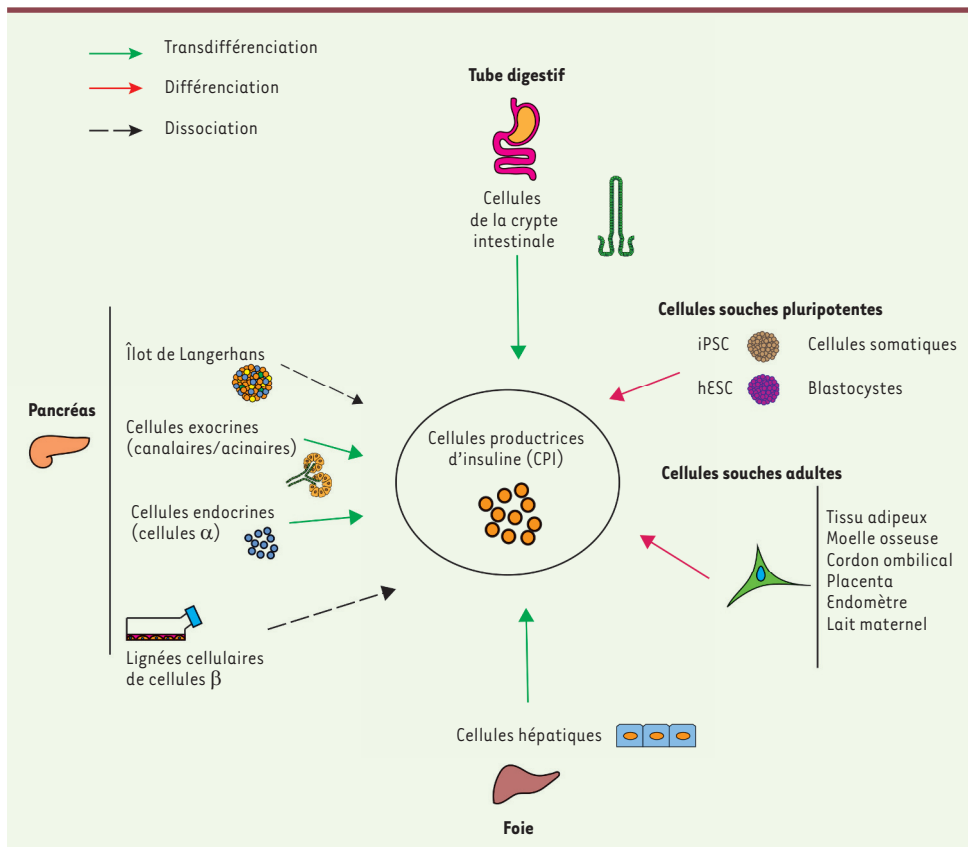 Transdifférenciation
Différenciation
Dissociation
Tube digestif
Cellules
de la crypte
intestinale
Cellules souches pluripotentes
iPSC
Cellules somatiques
hESC
Blastocystes
Pancréas
Îlot de Langerhans
Cellules exocrines
(canalaires/acinaires)
Cellules endocrines
(cellules α)
Lignées cellulaires
de cellules β
Cellules productrices
d’insuline (CPI)
Cellules souches adultes
Tissu adipeux
Moelle osseuse
Cordon ombilical
Placenta
Endomètre
Lait maternel
Cellules hépatiques
Foie